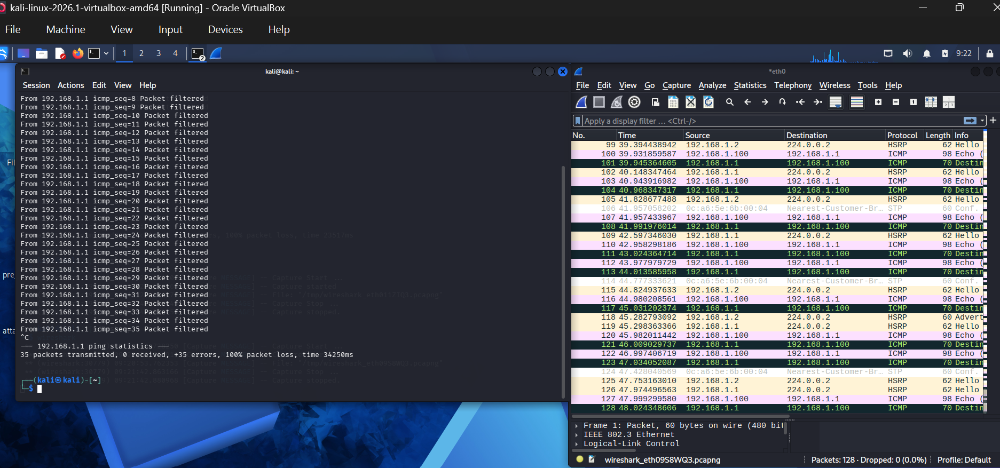 kali-linux-2026.1-virtualbox-amd64 [Running] - Oracle VirtualBox
File Machine View Input Devices Help
1 2 3 4 2 9:22
kali@kali: ~
Session Actions Edit View Help
From 192.168.1.1 icmp_seq=8 Packet filtered
From 192.168.1.1 icmp_seq=9 Packet filtered
From 192.168.1.1 icmp_seq=10 Packet filtered
From 192.168.1.1 icmp_seq=11 Packet filtered
From 192.168.1.1 icmp_seq=12 Packet filtered
From 192.168.1.1 icmp_seq=13 Packet filtered
From 192.168.1.1 icmp_seq=14 Packet filtered
From 192.168.1.1 icmp_seq=15 Packet filtered
From 192.168.1.1 icmp_seq=16 Packet filtered
From 192.168.1.1 icmp_seq=17 Packet filtered
From 192.168.1.1 icmp_seq=18 Packet filtered
From 192.168.1.1 icmp_seq=19 Packet filtered
From 192.168.1.1 icmp_seq=20 Packet filtered
From 192.168.1.1 icmp_seq=21 Packet filtered
From 192.168.1.1 icmp_seq=22 Packet filtered
From 192.168.1.1 icmp_seq=23 Packet filtered
From 192.168.1.1 icmp_seq=24 Packet filtered
From 192.168.1.1 icmp_seq=25 Packet filtered
From 192.168.1.1 icmp_seq=26 Packet filtered
From 192.168.1.1 icmp_seq=27 Packet filtered
From 192.168.1.1 icmp_seq=28 Packet filtered
From 192.168.1.1 icmp_seq=29 Packet filtered
From 192.168.1.1 icmp_seq=30 Packet filtered
From 192.168.1.1 icmp_seq=31 Packet filtered
From 192.168.1.1 icmp_seq=32 Packet filtered
From 192.168.1.1 icmp_seq=33 Packet filtered
From 192.168.1.1 icmp_seq=34 Packet filtered
From 192.168.1.1 icmp_seq=35 Packet filtered
^C
--- 192.168.1.1 ping statistics ---
35 packets transmitted, 0 received, +35 errors, 100% packet loss, time 34250ms
┌──(kali㉿kali)-[~]
└─$
Fil
pre_
atta
*eth0
File Edit View Go Capture Analyze Statistics Telephony Wireless Tools Help
Apply a display filter ... <Ctrl-/>
No. Time Source Destination Protocol Length Info
99 39.394438942 192.168.1.2 224.0.0.2 HSRP 62 Hello
100 39.931859587 192.168.1.100 192.168.1.1 ICMP 98 Echo (
101 39.945364605 192.168.1.1 192.168.1.100 ICMP 70 Destin
102 40.148347464 192.168.1.1 224.0.0.2 HSRP 62 Hello
103 40.943916982 192.168.1.100 192.168.1.1 ICMP 98 Echo (
104 40.968347317 192.168.1.1 192.168.1.100 ICMP 70 Destin
105 41.828677488 192.168.1.2 224.0.0.2 HSRP 62 Hello
106 41.957058202 0c:a6:5e:6b:00:04 Nearest-Customer-Br… STP 60 Conf.
107 41.957433967 192.168.1.100 192.168.1.1 ICMP 98 Echo (
108 41.991976014 192.168.1.1 192.168.1.100 ICMP 70 Destin
109 42.597346030 192.168.1.1 224.0.0.2 HSRP 62 Hello
110 42.958298186 192.168.1.100 192.168.1.1 ICMP 98 Echo (
111 43.024364714 192.168.1.1 192.168.1.100 ICMP 70 Destin
112 43.977979729 192.168.1.100 192.168.1.1 ICMP 98 Echo (
113 44.013585958 192.168.1.1 192.168.1.100 ICMP 70 Destin
114 44.777333621 0c:a6:5e:6b:00:04 Nearest-Customer-Br… STP 60 Conf.
115 44.824937633 192.168.1.2 224.0.0.2 HSRP 62 Hello
116 44.980208561 192.168.1.100 192.168.1.1 ICMP 98 Echo (
117 45.031202374 192.168.1.1 192.168.1.100 ICMP 70 Destin
118 45.282793092 192.168.1.2 224.0.0.2 HSRP 60 Advert
119 45.298363366 192.168.1.1 224.0.0.2 HSRP 62 Hello
120 45.982011442 192.168.1.100 192.168.1.1 ICMP 98 Echo (
121 46.009029737 192.168.1.1 192.168.1.100 ICMP 70 Destin
122 46.997406719 192.168.1.100 192.168.1.1 ICMP 98 Echo (
123 47.034052087 192.168.1.1 192.168.1.100 ICMP 70 Destin
124 47.428040569 0c:a6:5e:6b:00:04 Nearest-Customer-Br… STP 60 Conf.
125 47.753163010 192.168.1.2 224.0.0.2 HSRP 62 Hello
126 47.974496563 192.168.1.1 224.0.0.2 HSRP 62 Hello
127 47.999299580 192.168.1.100 192.168.1.1 ICMP 98 Echo (
128 48.024348606 192.168.1.1 192.168.1.100 ICMP 70 Destin
Frame 1: Packet, 60 bytes on wire (480 bit
IEEE 802.3 Ethernet
Logical-Link Control
wireshark_eth09S8WQ3.pcapng Packets: 128 · Dropped: 0 (0.0%) Profile: Default